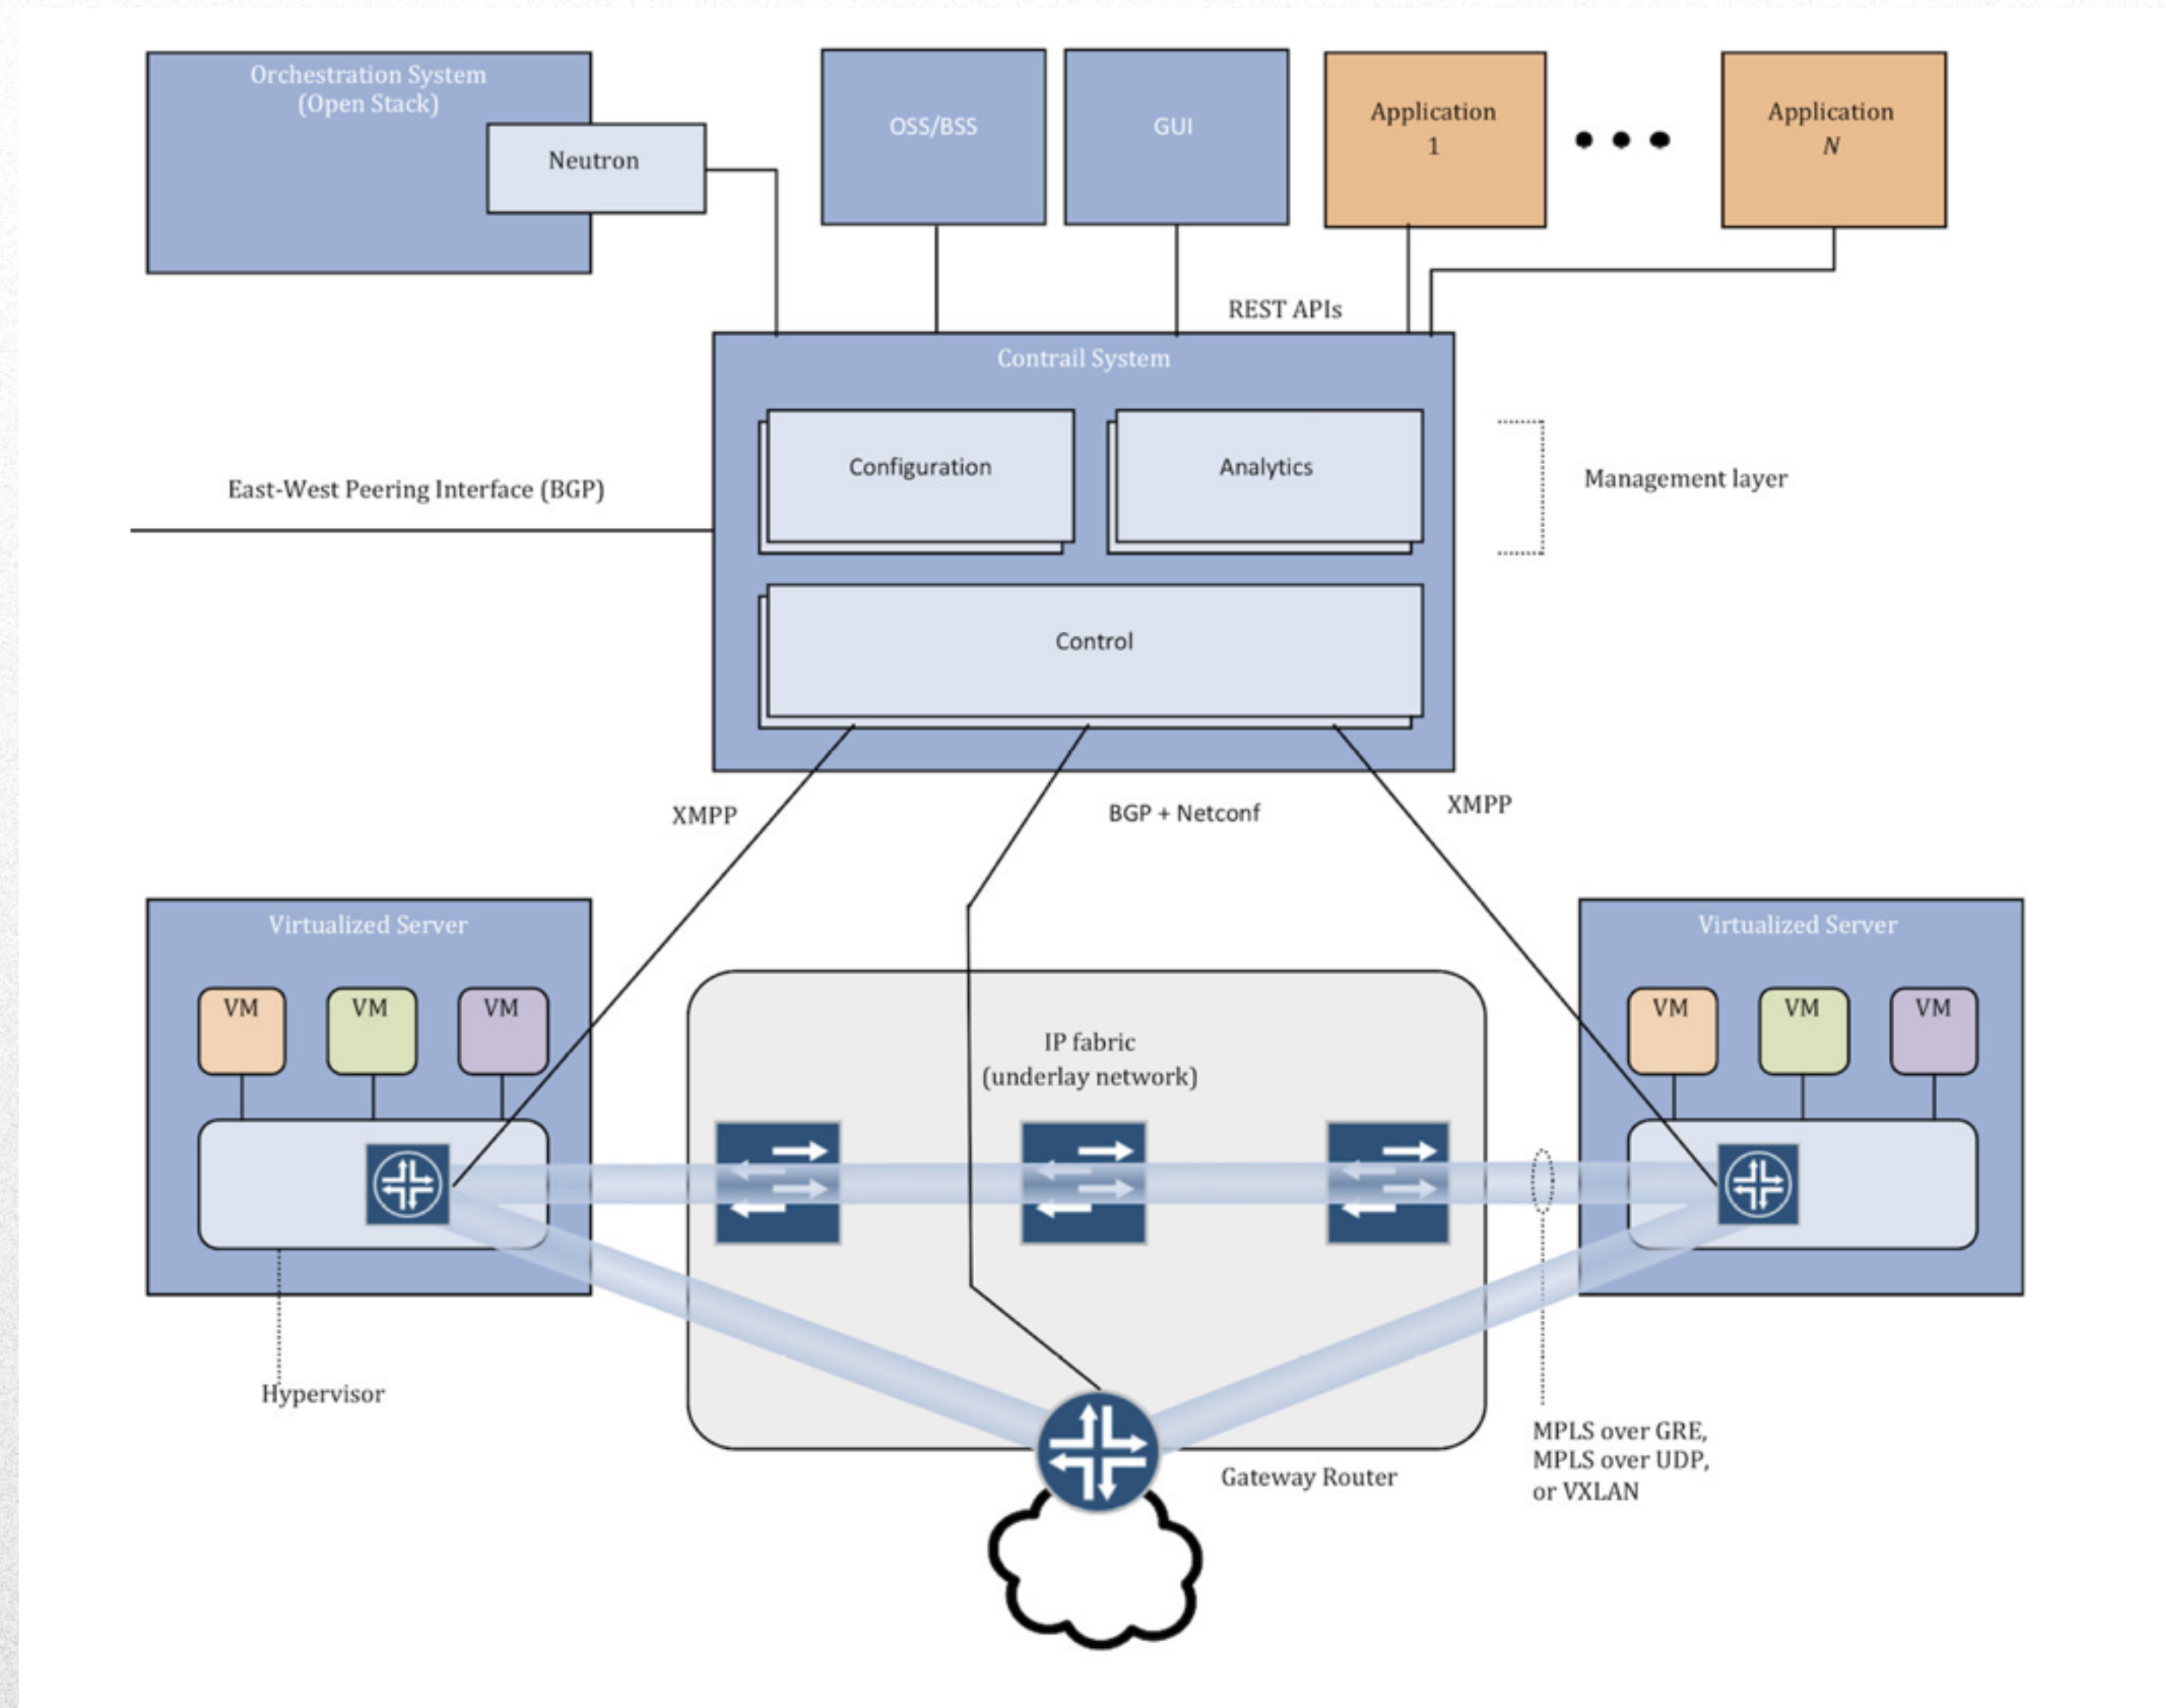 Orchestration System
(Open Stack)
Neutron
OSS/BSS
GUI
Application
1
Application
N
REST APIs
Contrail System
Configuration
Analytics
Management layer
East-West Peering Interface (BGP)
Control
XMPP
BGP + Netconf
XMPP
Virtualized Server
VM
VM
VM
Virtualized Server
VM
VM
VM
IP fabric
(underlay network)
Hypervisor
Gateway Router
MPLS over GRE,
MPLS over UDP,
or VXLAN